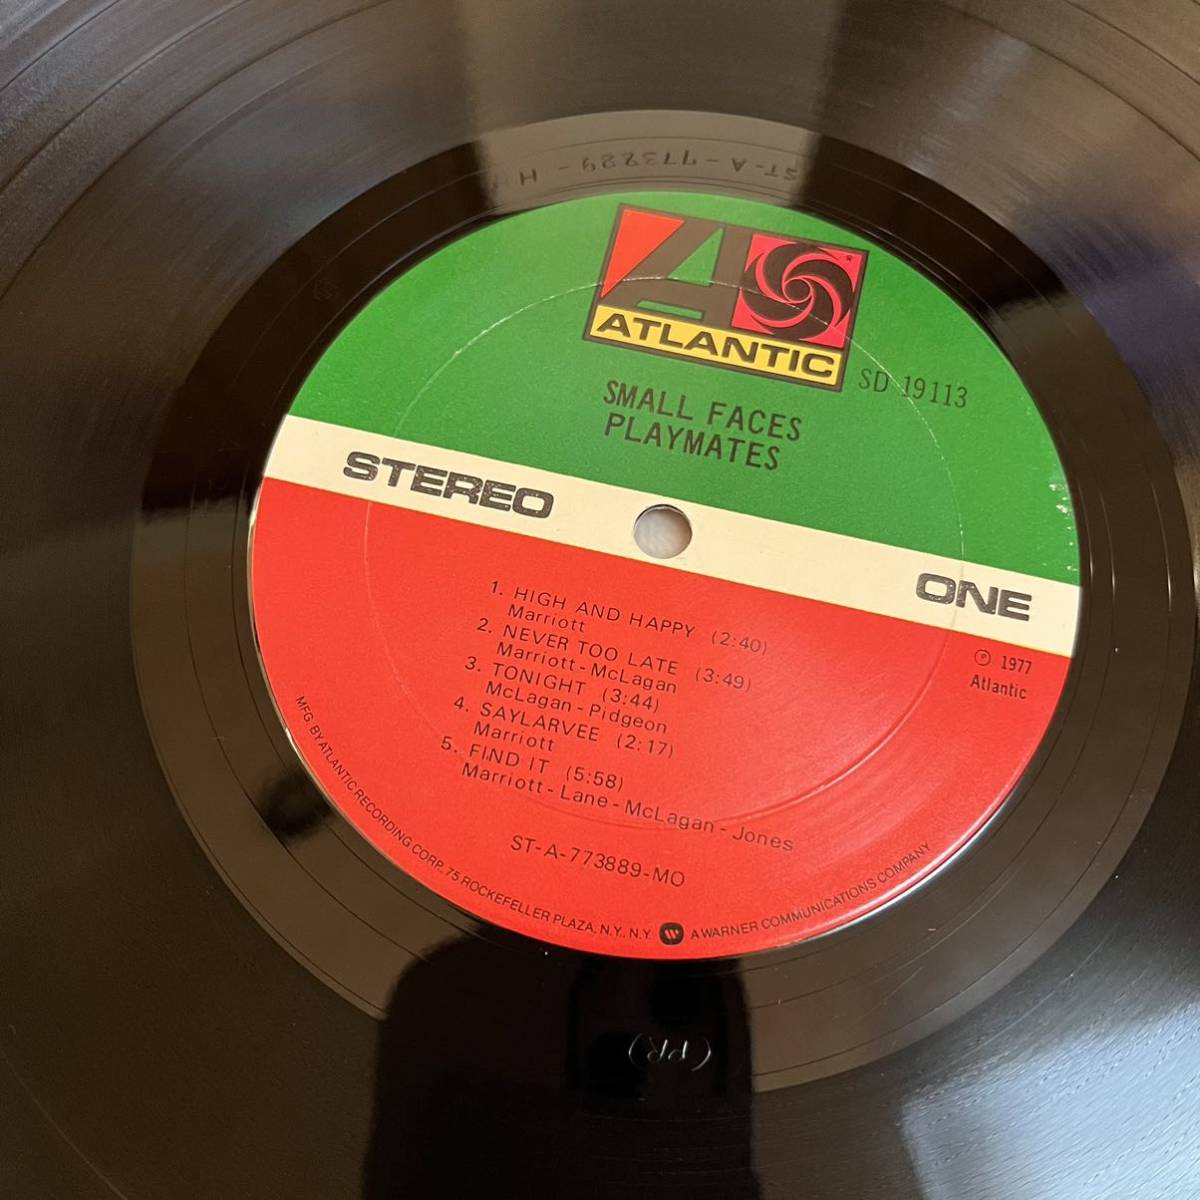 ST-A-773889-H
ATLANTIC
®
SD 19113
SMALL FACES
PLAYMATES
STEREO
ONE
1. HIGH AND HAPPY (2:40)
Marriott
2. NEVER TOO LATE (3:49)
Marriott-McLagan
3. TONIGHT (3:44)
McLagan-Pidgeon
4. SAYLARVEE (2:17)
Marriott
5. FIND IT (5:58)
Marriott-Lane-McLagan-Jones
℗ 1977
Atlantic
ST-A-773889-MO
MFG BY ATLANTIC RECORDING CORP., 75 ROCKEFELLER PLAZA, N.Y., N.Y. A WARNER COMMUNICATIONS COMPANY
(PR)